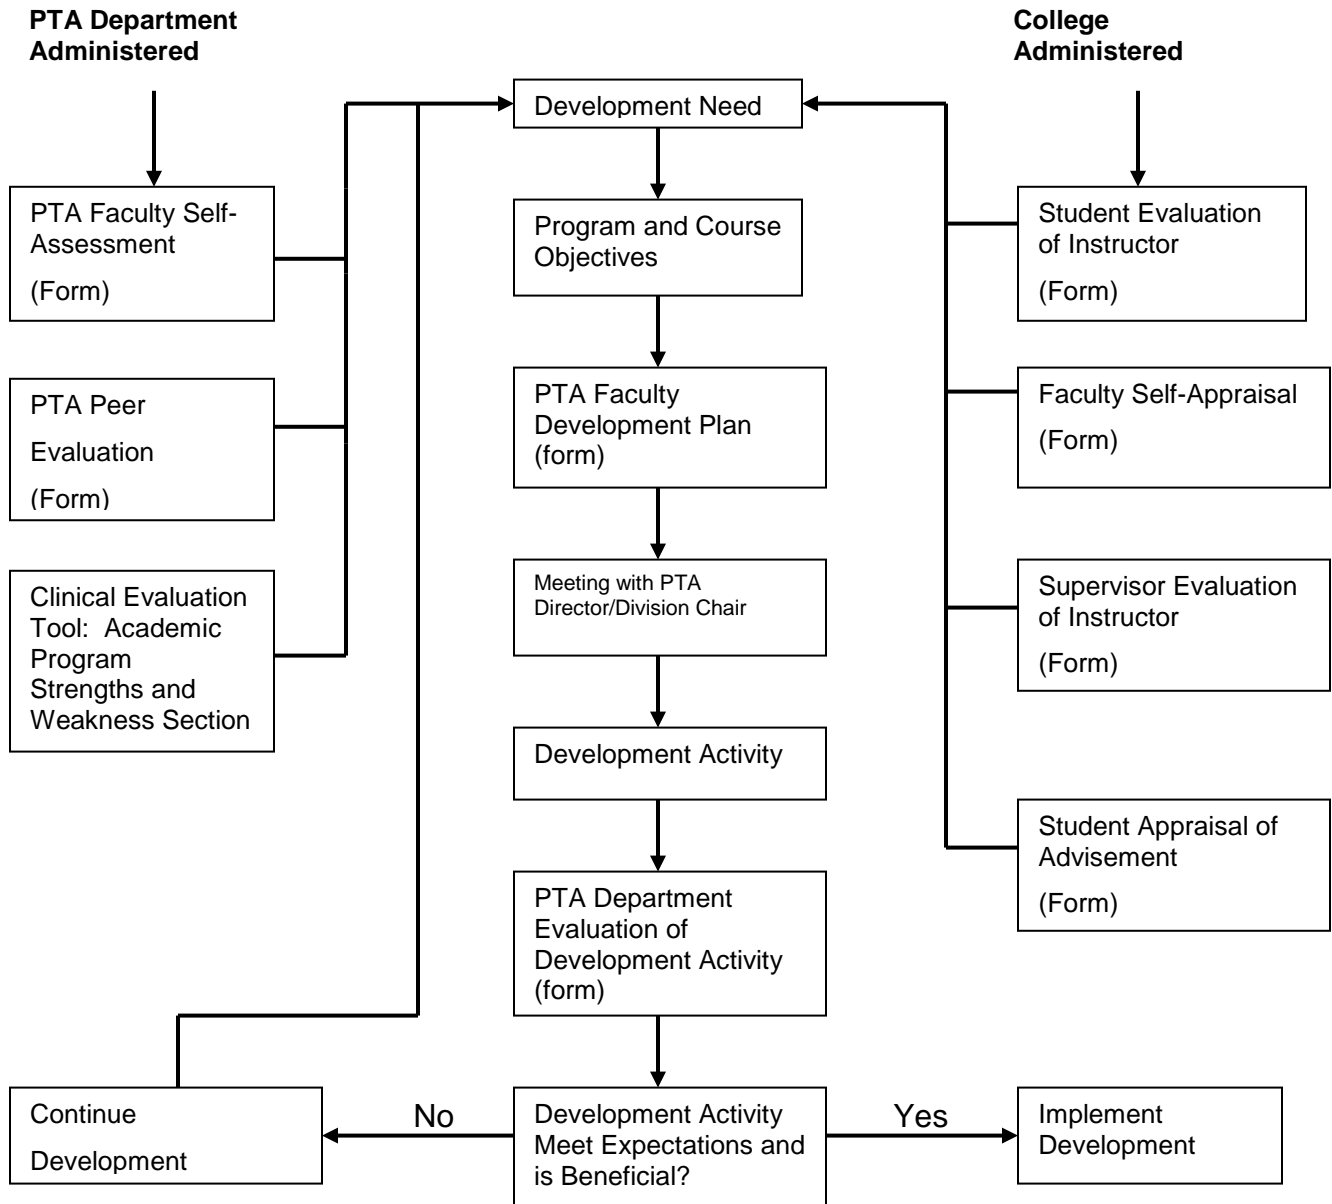 PTA Department
Administered
College
Administered
Development Need
PTA Faculty Self-
Assessment
(Form)
Program and Course
Objectives
Student Evaluation
of Instructor
(Form)
PTA Peer
Evaluation
(Form)
PTA Faculty
Development Plan
(form)
Faculty Self-Appraisal
(Form)
Clinical Evaluation
Tool: Academic
Program
Strengths and
Weakness Section
Meeting with PTA
Director/Division Chair
Supervisor Evaluation
of Instructor
(Form)
Development Activity
Student Appraisal of
Advisement
(Form)
PTA Department
Evaluation of
Development Activity
(form)
Continue
Development
No
Development Activity
Meet Expectations and
is Beneficial?
Yes
Implement
Development